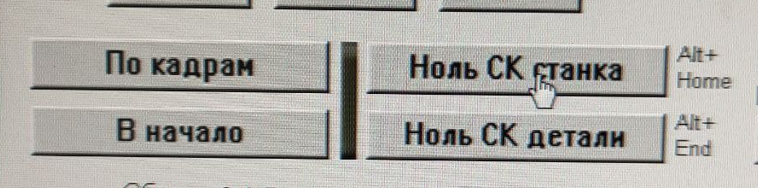 По кадрам
Ноль СК станка
Alt+
Home
В начало
Ноль СК детали
Alt+
End